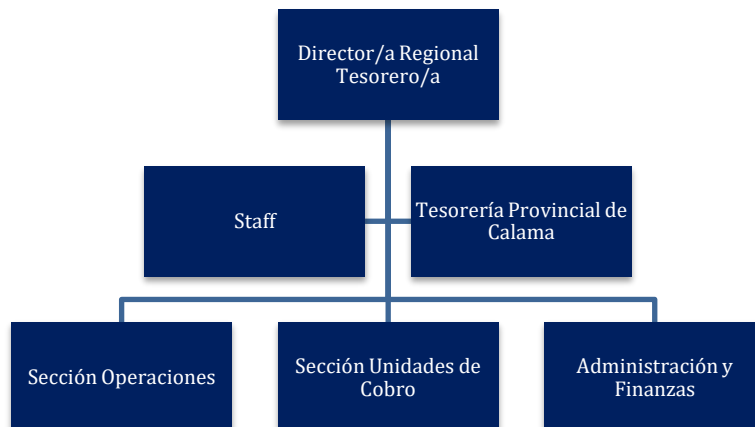 Director/a Regional
Tesorero/a
Staff
Tesorería Provincial de
Calama
Sección Operaciones
Sección Unidades de
Cobro
Administración y
Finanzas